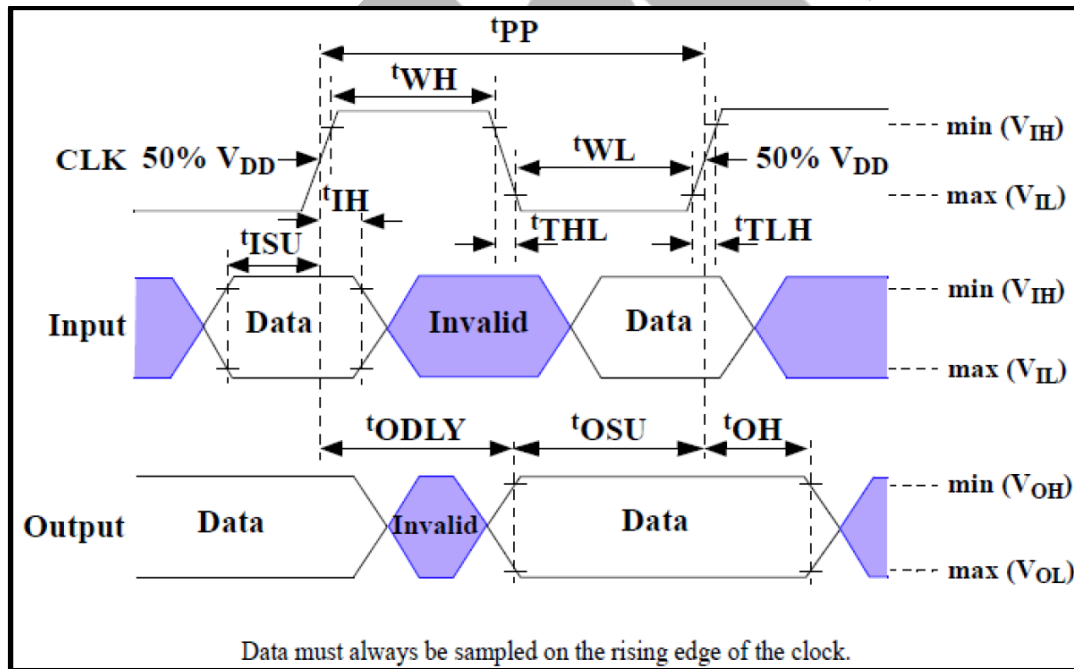 tPP
tWH
min (VIH)
CLK 50% VDD
tWL
50% VDD
tIH
max (VIL)
tISU
tTHL
tTLH
min (VIH)
Input
Data
Invalid
Data
max (VIL)
tODLY
tOSU
tOH
min (VOH)
Output
Data
Invalid
Data
max (VOL)
Data must always be sampled on the rising edge of the clock.